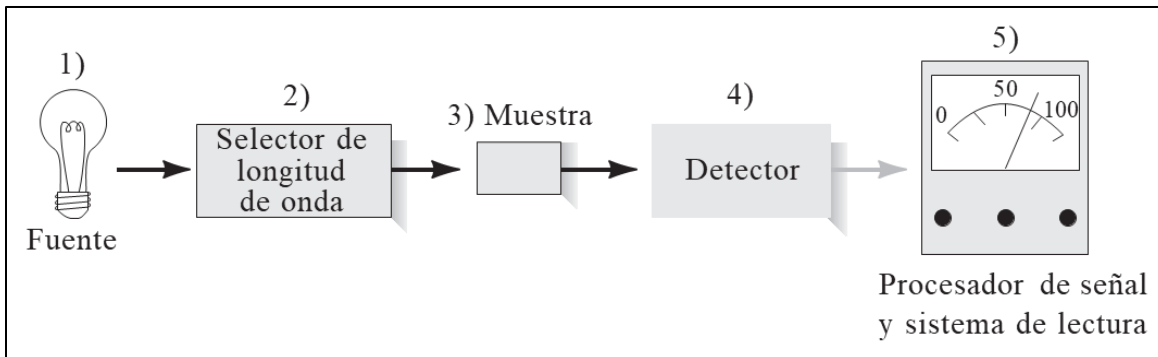 1)
Fuente
2)
Selector de
longitud
de onda
3) Muestra
4)
Detector
5)
0 50 100
Procesador de señal
y sistema de lectura